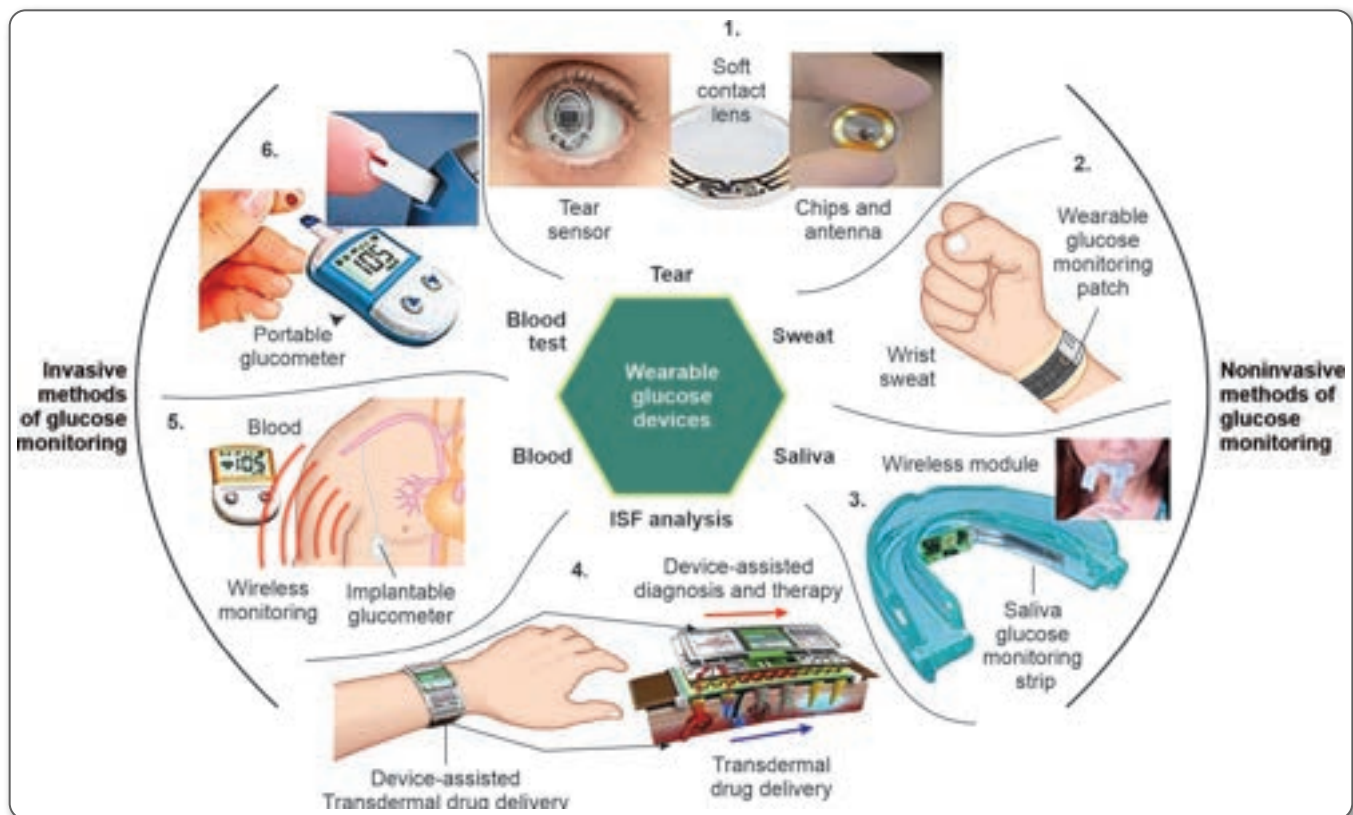 1.
Soft
contact
lens
Tear
sensor
Chips and
antenna
2.
Wearable
glucose
monitoring
patch
Wrist
sweat
Noninvasive
methods of
glucose
monitoring
Wireless module
3.
Saliva
glucose
monitoring
strip
4.
Device-assisted
diagnosis and therapy
Transdermal
drug delivery
Device-assisted
Transdermal drug delivery
5.
Blood
105
Wireless
monitoring
Implantable
glucometer
6.
105
Portable
glucometer
Invasive
methods
of glucose
monitoring
Tear
Sweat
Saliva
ISF analysis
Blood
Blood
test
Wearable
glucose
devices